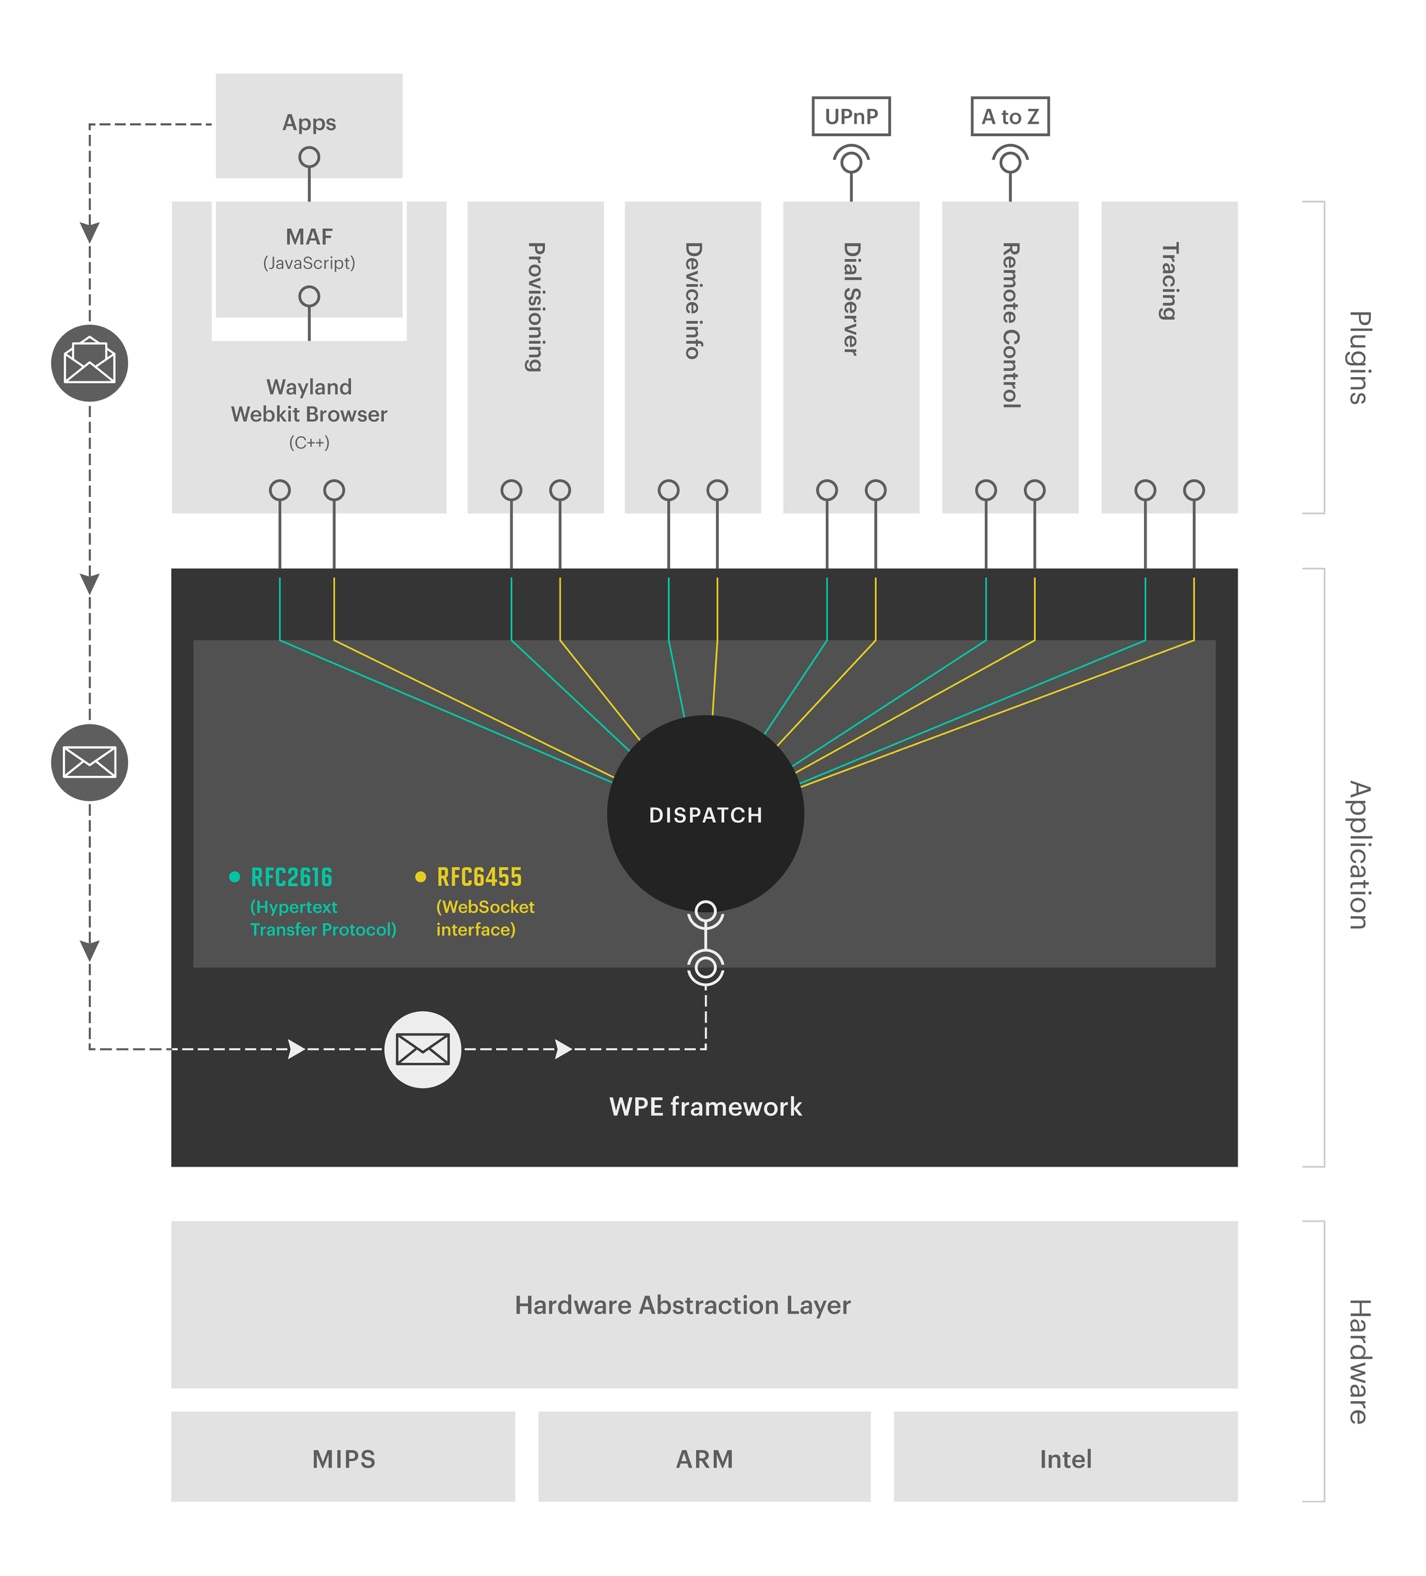 Apps
UPnP
A to Z
MAF
(JavaScript)
Wayland
Webkit Browser
(C++)
Provisioning
Device info
Dial Server
Remote Control
Tracing
Plugins
DISPATCH
RFC2616
(Hypertext
Transfer Protocol)
RFC6455
(WebSocket
interface)
WPE framework
Application
Hardware Abstraction Layer
MIPS
ARM
Intel
Hardware